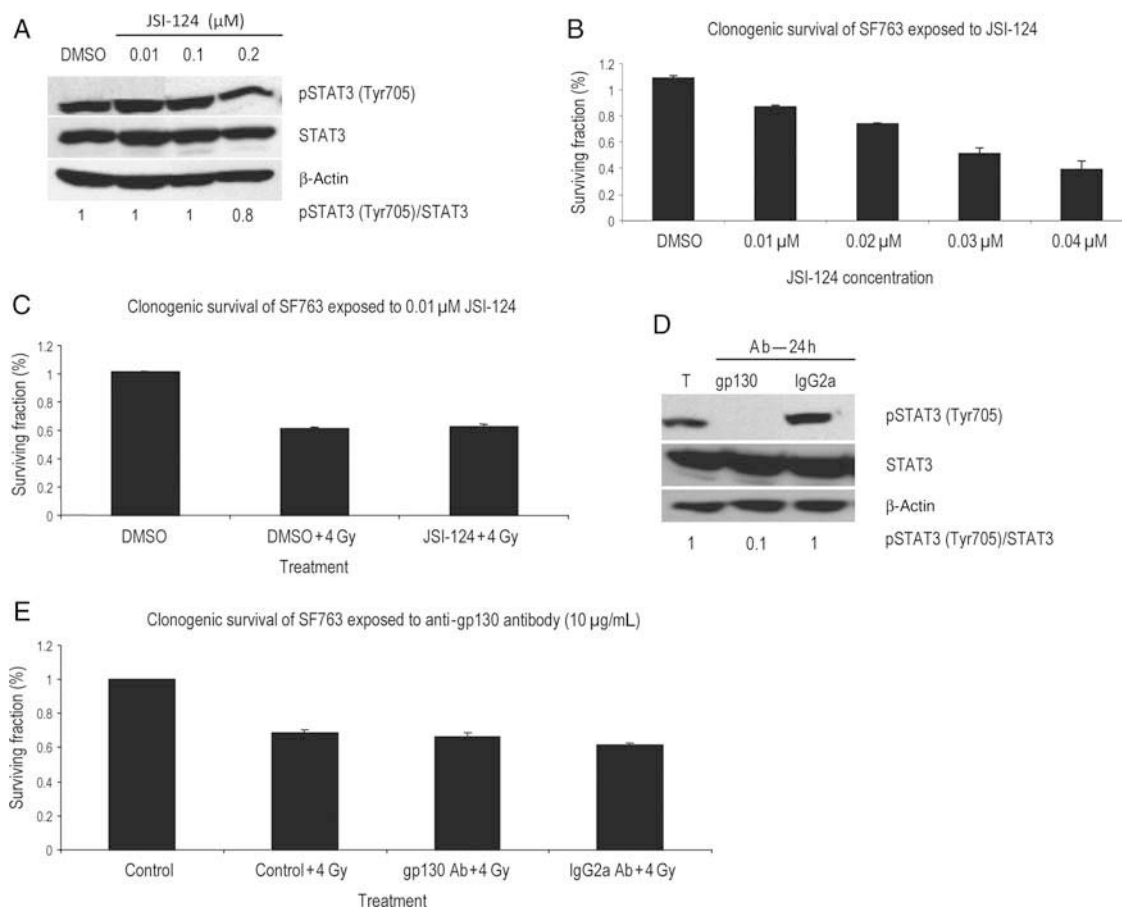 A
JSI-124 (µM)
DMSO 0.01 0.1 0.2
pSTAT3 (Tyr705)
STAT3
β-Actin
1 1 1 0.8 pSTAT3 (Tyr705)/STAT3
B
Clonogenic survival of SF763 exposed to JSI-124
Surviving fraction (%)
1.2
1
0.8
0.6
0.4
0.2
0
DMSO 0.01 µM 0.02 µM 0.03 µM 0.04 µM
JSI-124 concentration
C
Clonogenic survival of SF763 exposed to 0.01 µM JSI-124
Surviving fraction (%)
1.2
1
0.8
0.6
0.4
0.2
0
DMSO DMSO+4 Gy JSI-124+4 Gy
Treatment
D
Ab—24h
T gp130 IgG2a
pSTAT3 (Tyr705)
STAT3
β-Actin
1 0.1 1 pSTAT3 (Tyr705)/STAT3
E
Clonogenic survival of SF763 exposed to anti-gp130 antibody (10 µg/mL)
Surviving fraction (%)
1.2
1
0.8
0.6
0.4
0.2
0
Control Control+4 Gy gp130 Ab+4 Gy IgG2a Ab+4 Gy
Treatment